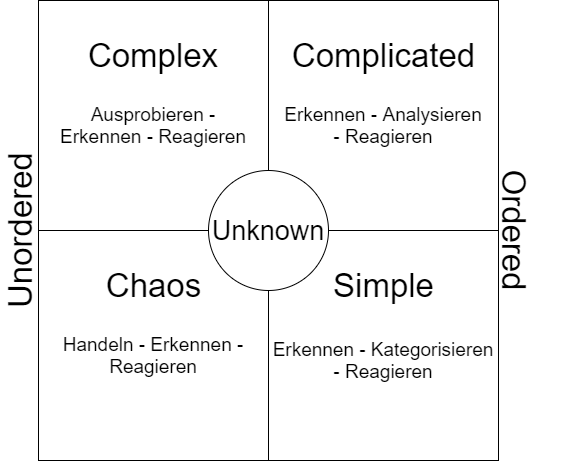 Complex
Ausprobieren -
Erkennen - Reagieren
Complicated
Erkennen - Analysieren
- Reagieren
Unordered
Unknown
Ordered
Chaos
Handeln - Erkennen -
Reagieren
Simple
Erkennen - Kategorisieren
- Reagieren